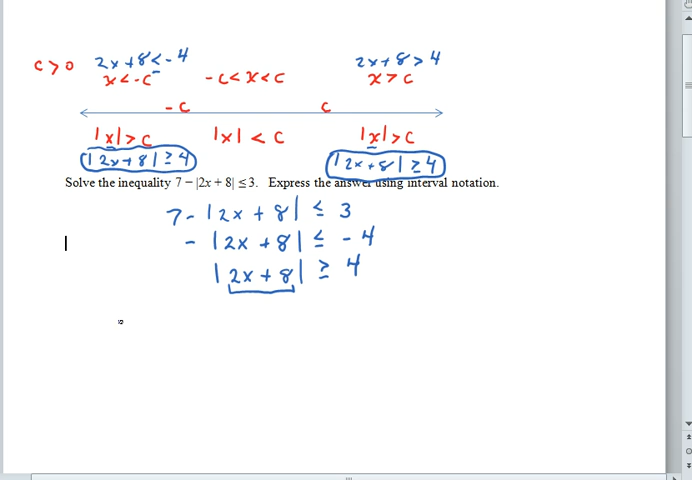 c > 0 2x + 8 < - 4 2x + 8 > 4
x < - c - c < x < c x > c
- c c
|x| > c |x| < c |x| > c
|2x + 8| ≥ 4 |2x + 8| ≥ 4
Solve the inequality 7 − |2x + 8| ≤ 3. Express the answer using interval notation.
7 - |2x + 8| ≤ 3
- |2x + 8| ≤ - 4
|2x + 8| ≥ 4